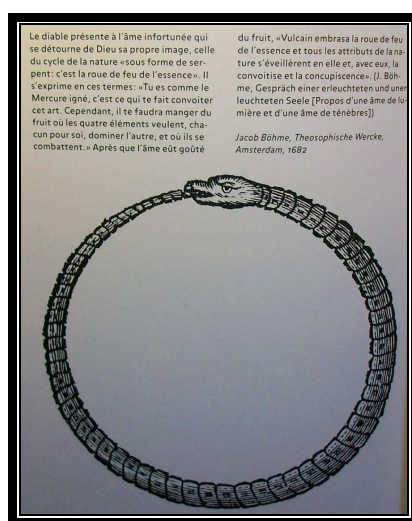 Le diable présente à l'âme infortunée qui
se détourne de Dieu sa propre image, celle
du cycle de la nature «sous forme de ser-
pent: c'est la roue de feu de l'essence». Il
s'exprime en ces termes: «Tu es comme le
Mercure igné, c'est ce qui te fait convoiter
cet art. Cependant, il te faudra manger du
fruit où les quatre éléments veulent, cha-
cun pour soi, dominer l'autre, et où ils se
combattent.» Après que l'âme eût goûté
du fruit, «Vulcain embrasa la roue de feu
de l'essence et tous les attributs de la na-
ture s'éveillèrent en elle et, avec eux, la
convoitise et la concupiscence». (J. Böh-
me, Gespräch einer erleuchteten und uner-
leuchteten Seele [Propos d'une âme de lu-
mière et d'une âme de ténèbres])
Jacob Böhme, Theosophische Wercke,
Amsterdam, 1682